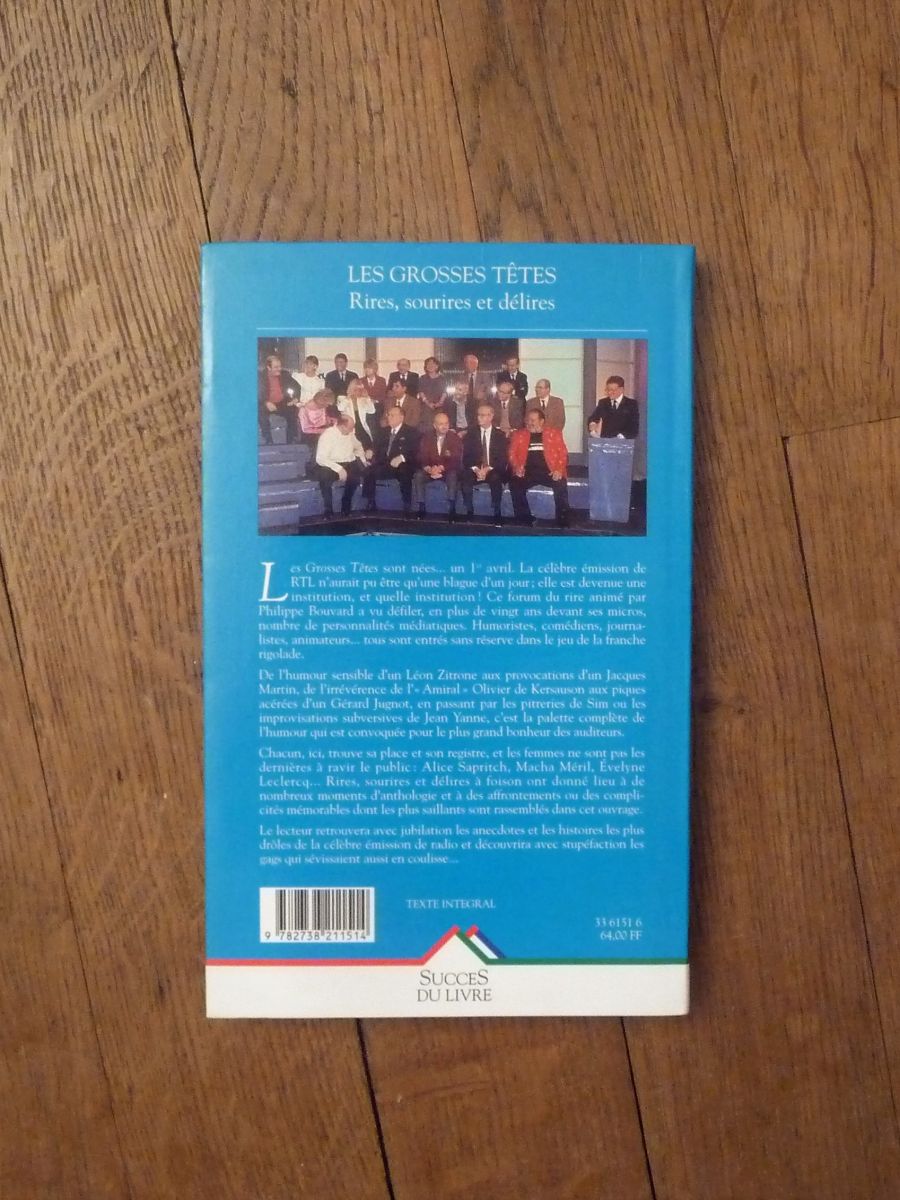 LES GROSSES TÊTES
Rires, sourires et délires
Les Grosses Têtes sont nées... un 1er avril. La célèbre émission de
RTL n'aurait pu être qu'une blague d'un jour ; elle est devenue une
institution, et quelle institution ! Ce forum du rire animé par
Philippe Bouvard a vu défiler, en plus de vingt ans devant ses micros,
nombre de personnalités médiatiques. Humoristes, comédiens, journa-
listes, animateurs... tous sont entrés sans réserve dans le jeu de la franche
rigolade.
De l'humour sensible d'un Léon Zitrone aux provocations d'un Jacques
Martin, de l'irrévérence de l'« Amiral » Olivier de Kersauson aux piques
acérées d'un Gérard Jugnot, en passant par les pitreries de Sim ou les
improvisations subversives de Jean Yanne, c'est la palette complète de
l'humour qui est convoquée pour le plus grand bonheur des auditeurs.
Chacun, ici, trouve sa place et son registre, et les femmes ne sont pas les
dernières à ravir le public : Alice Sapritch, Macha Méril, Évelyne
Leclercq... Rires, sourires et délires à foison ont donné lieu à de
nombreux moments d'anthologie et à des affrontements ou des compli-
cités mémorables dont les plus saillants sont rassemblés dans cet ouvrage.
Le lecteur retrouvera avec jubilation les anecdotes et les histoires les plus
drôles de la célèbre émission de radio et découvrira avec stupéfaction les
gags qui sévissaient aussi en coulisse...
TEXTE INTEGRAL
33 6151 6
64,00 FF
9 782738 211514
SUCCES
DU LIVRE